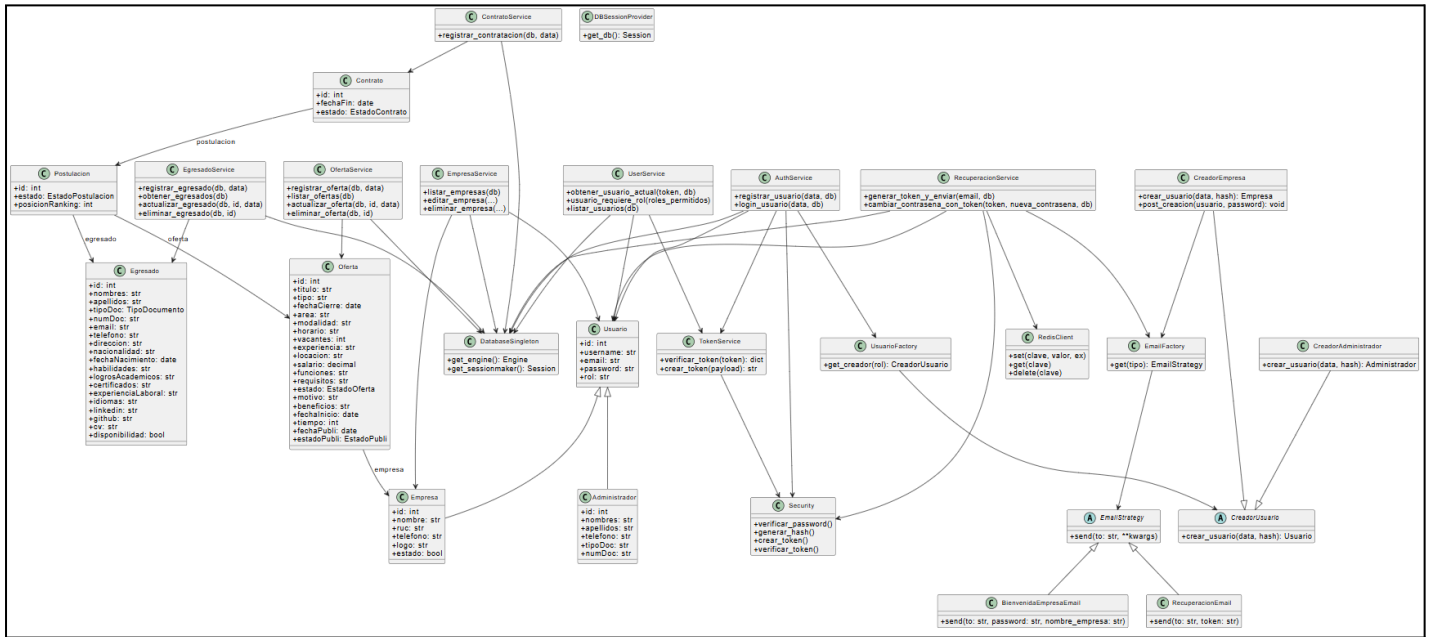 C ContratoService
+registrar_contratacion(db, data)
C DBSessionProvider
+get_db(): Session
C Contrato
+id: int
+fechaFin: date
+estado: EstadoContrato
postulacion
C Postulacion
+id: int
+estado: EstadoPostulacion
+posicionRanking: int
C EgresadoService
+registrar_egresado(db, data)
+obtener_egresados(db)
+actualizar_egresado(db, id, data)
+eliminar_egresado(db, id)
C OfertaService
+registrar_oferta(db, data)
+listar_ofertas(db)
+actualizar_oferta(db, id, data)
+eliminar_oferta(db, id)
C EmpresaService
+listar_empresas(db)
+editar_empresa(...)
+eliminar_empresa(...)
C UserService
+obtener_usuario_actual(token, db)
+usuario_requiere_rol(roles_permitidos)
+listar_usuarios(db)
C AuthService
+registrar_usuario(data, db)
+login_usuario(data, db)
C RecuperacionService
+generar_token_y_enviar(email, db)
+cambiar_contrasena_con_token(token, nueva_contrasena, db)
C CreadorEmpresa
+crear_usuario(data, hash): Empresa
+post_creacion(usuario, password): void
egresado
oferta
C Egresado
+id: int
+nombres: str
+apellidos: str
+tipoDoc: TipoDocumento
+numDoc: str
+email: str
+telefono: str
+direccion: str
+nacionalidad: str
+fechaNacimiento: date
+habilidades: str
+logrosAcademicos: str
+certificados: str
+experienciaLaboral: str
+idiomas: str
+linkedin: str
+github: str
+cv: str
+disponibilidad: bool
C Oferta
+id: int
+titulo: str
+tipo: str
+fechaCierre: date
+area: str
+modalidad: str
+horario: str
+vacantes: int
+experiencia: str
+locacion: str
+salario: decimal
+funciones: str
+requisitos: str
+estado: EstadoOferta
+motivo: str
+beneficios: str
+fechaInicio: date
+tiempo: int
+fechaPubli: date
+estadoPubli: EstadoPubli
C DatabaseSingleton
+get_engine(): Engine
+get_sessionmaker(): Session
C Usuario
+id: int
+username: str
+email: str
+password: str
+rol: str
C TokenService
+verificar_token(token): dict
+crear_token(payload): str
C UsuarioFactory
+get_creador(rol): CreadorUsuario
C RedisClient
+set(clave, valor, ex)
+get(clave)
+delete(clave)
C EmailFactory
+get(tipo): EmailStrategy
C CreadorAdministrador
+crear_usuario(data, hash): Administrador
empresa
C Empresa
+id: int
+nombre: str
+ruc: str
+telefono: str
+logo: str
+estado: bool
C Administrador
+id: int
+nombres: str
+apellidos: str
+telefono: str
+tipoDoc: str
+numDoc: str
C Security
+verificar_password()
+generar_hash()
+crear_token()
+verificar_token()
A EmailStrategy
+send(to: str, **kwargs)
A CreadorUsuario
+crear_usuario(data, hash): Usuario
C BienvenidaEmpresaEmail
+send(to: str, password: str, nombre_empresa: str)
C RecuperacionEmail
+send(to: str, token: str)